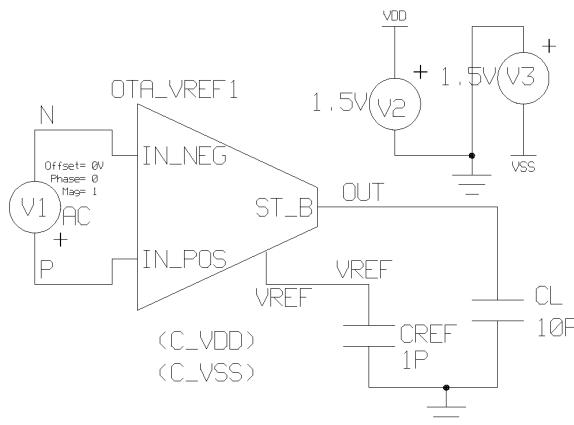 VDD
+
+
OTA_VREF1
1.5V
V2
1.5V
V3
N
IN_NEG
VSS
Offset= 0V
Phase= 0
Mag= 1
V1
AC
+
ST_B
OUT
P
IN_POS
VREF
VREF
CL
10F
CREF
1P
(C_VDD)
(C_VSS)